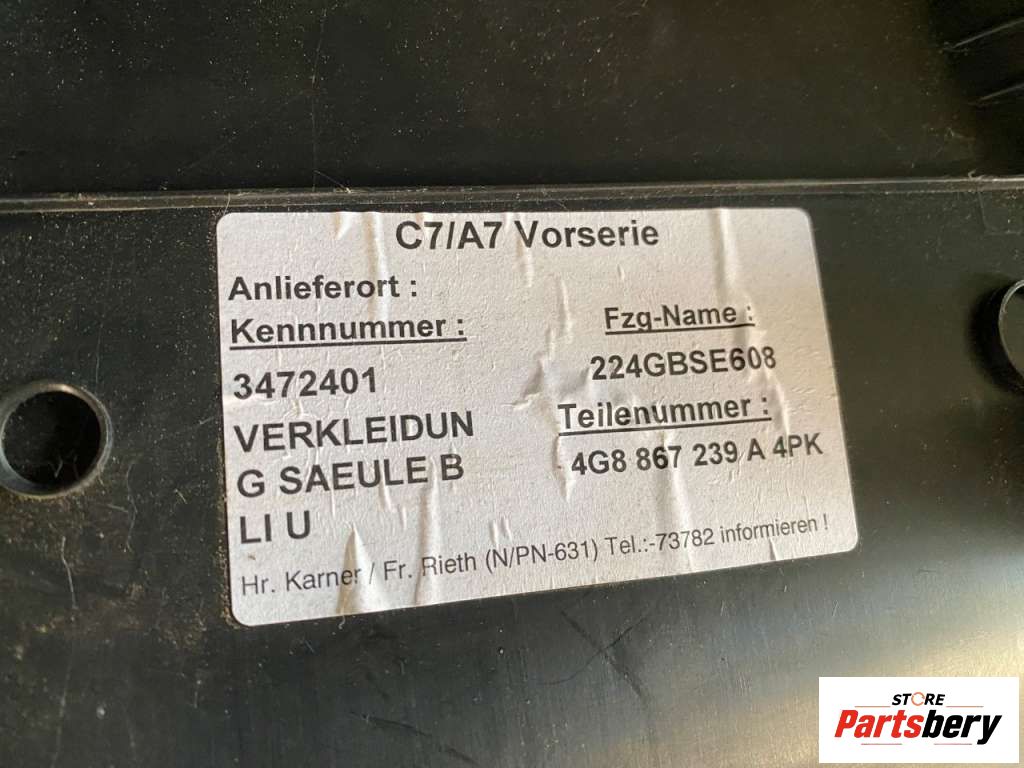 C7/A7 Vorserie
Anlieferort :
Kennnummer :
Fzg-Name :
3472401
224GBSE608
VERKLEIDUN
G SAEULE B
LI U
Teilenummer :
4G8 867 239 A 4PK
Hr. Karner / Fr. Rieth (N/PN-631) Tel.:-73782 informieren !
STORE
Partsbery